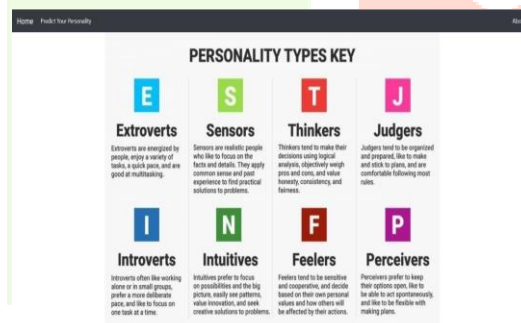 Home Predict Your Personality
PERSONALITY TYPES KEY
E
Extroverts
Extroverts are energized by
people, enjoy a variety of
tasks, a quick pace, and are
good at multitasking.
S
Sensors
Sensors are realistic people
who like to focus on the
facts and details. They apply
common sense and past
experience to find practical
solutions to problems.
T
Thinkers
Thinkers tend to make their
decisions using logical
analysis, objectively weigh
pros and cons, and value
honesty, consistency, and
fairness.
J
Judgers
Judgers tend to be organized
and prepared, like to make
and stick to plans, and are
comfortable following most
rules.
I
Introverts
Introverts often like working
alone or in small groups,
prefer a more deliberate
pace, and like to focus on
one task at a time.
N
Intuitives
Intuitives prefer to focus
on possibilities and the big
picture, easily see patterns,
value innovation, and seek
creative solutions to problems.
F
Feelers
Feelers tend to be sensitive
and cooperative, and decide
based on their own personal
values and how others will
be affected by their actions.
P
Perceivers
Perceivers prefer to keep
their options open, like to
be able to act spontaneously,
and like to be flexible with
making plans.